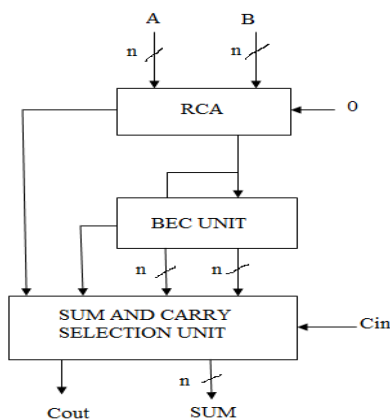 A B
n n
RCA
0
BEC UNIT
n n
SUM AND CARRY
SELECTION UNIT
Cin
n
Cout SUM